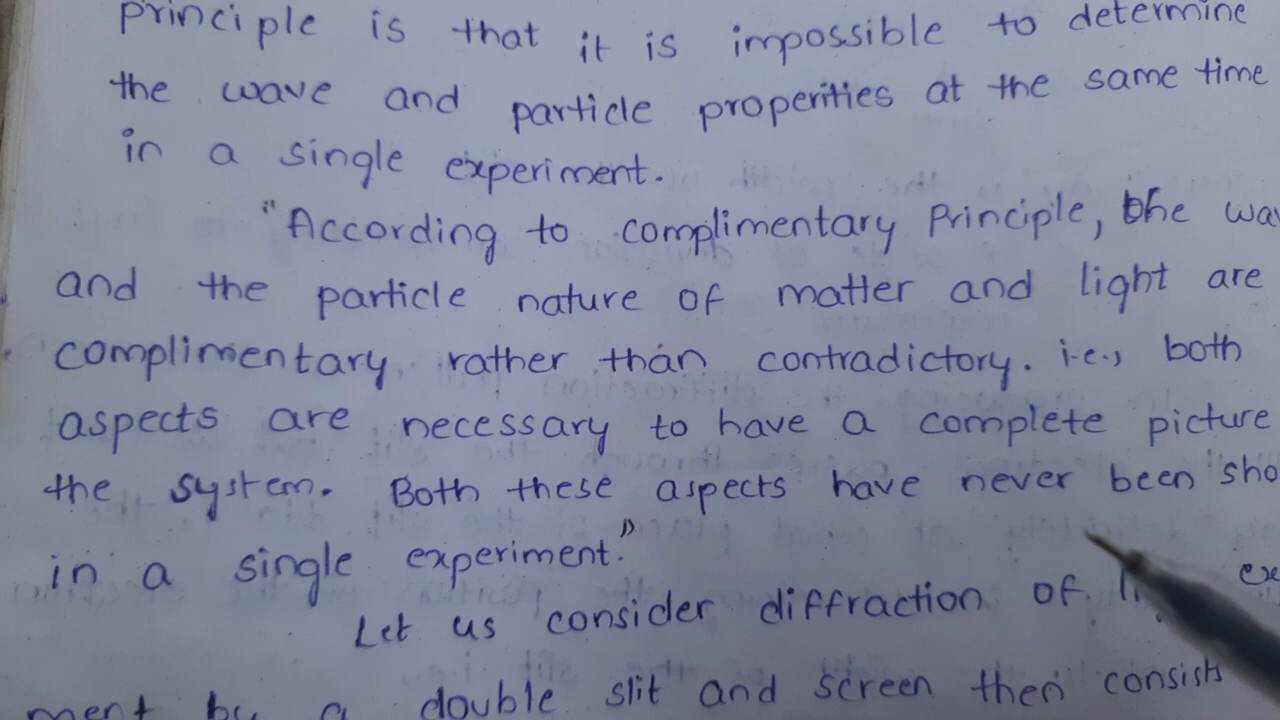 principle is that it is impossible to determine
the wave and particle properities at the same time
in a single experiment.
"According to complimentary Principle, the
and the particle nature of matter and light are
complimentary rather than contradictory. i.e., both
aspects are necessary to have a complete picture
the system. Both these aspects have never been
in a single experiment."
Let us consider diffraction of
ment by a double slit and screen then consists